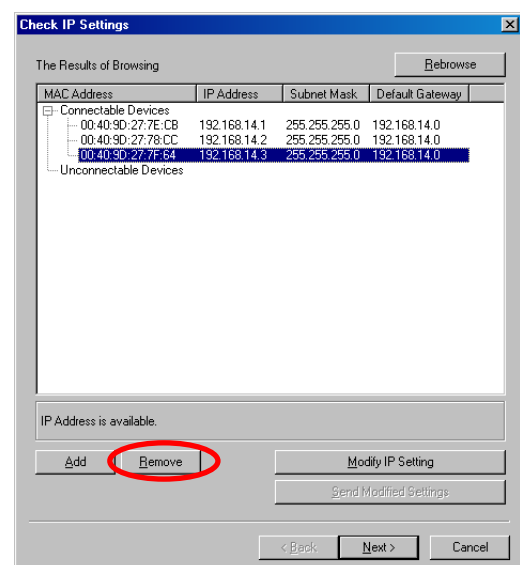 Check IP Settings
The Results of Browsing Rebrowse
MAC Address IP Address Subnet Mask Default Gateway
Connectable Devices
00:40:9D:27:7E:CB 192.168.14.1 255.255.255.0 192.168.14.0
00:40:9D:27:78:CC 192.168.14.2 255.255.255.0 192.168.14.0
00:40:9D:27:7F:64 192.168.14.3 255.255.255.0 192.168.14.0
Unconnectable Devices
IP Address is available.
Add Remove Modify IP Setting
Send Modified Settings
< Back Next > Cancel